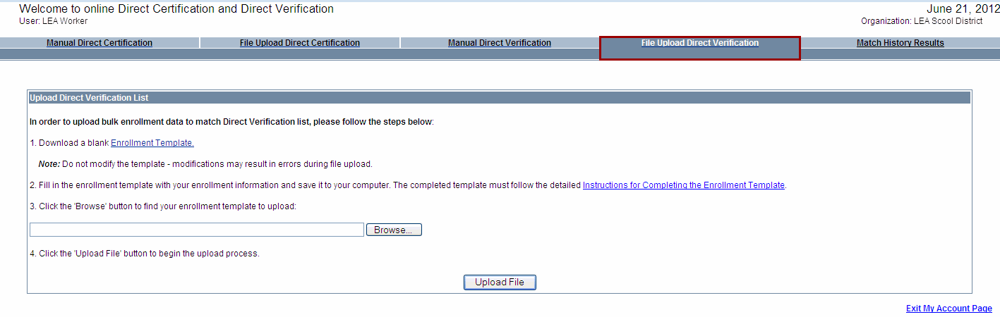 Welcome to online Direct Certification and Direct Verification
June 21, 2012
User: LEA Worker
Organization: LEA Scool District
Manual Direct Certification
File Upload Direct Certification
Manual Direct Verification
File Upload Direct Verification
Match History Results
Upload Direct Verification List
In order to upload bulk enrollment data to match Direct Verification list, please follow the steps below:
1. Download a blank Enrollment Template.
Note: Do not modify the template - modifications may result in errors during file upload.
2. Fill in the enrollment template with your enrollment information and save it to your computer. The completed template must follow the detailed Instructions for Completing the Enrollment Template.
3. Click the 'Browse' button to find your enrollment template to upload:
Browse...
4. Click the 'Upload File' button to begin the upload process.
Upload File
Exit My Account Page